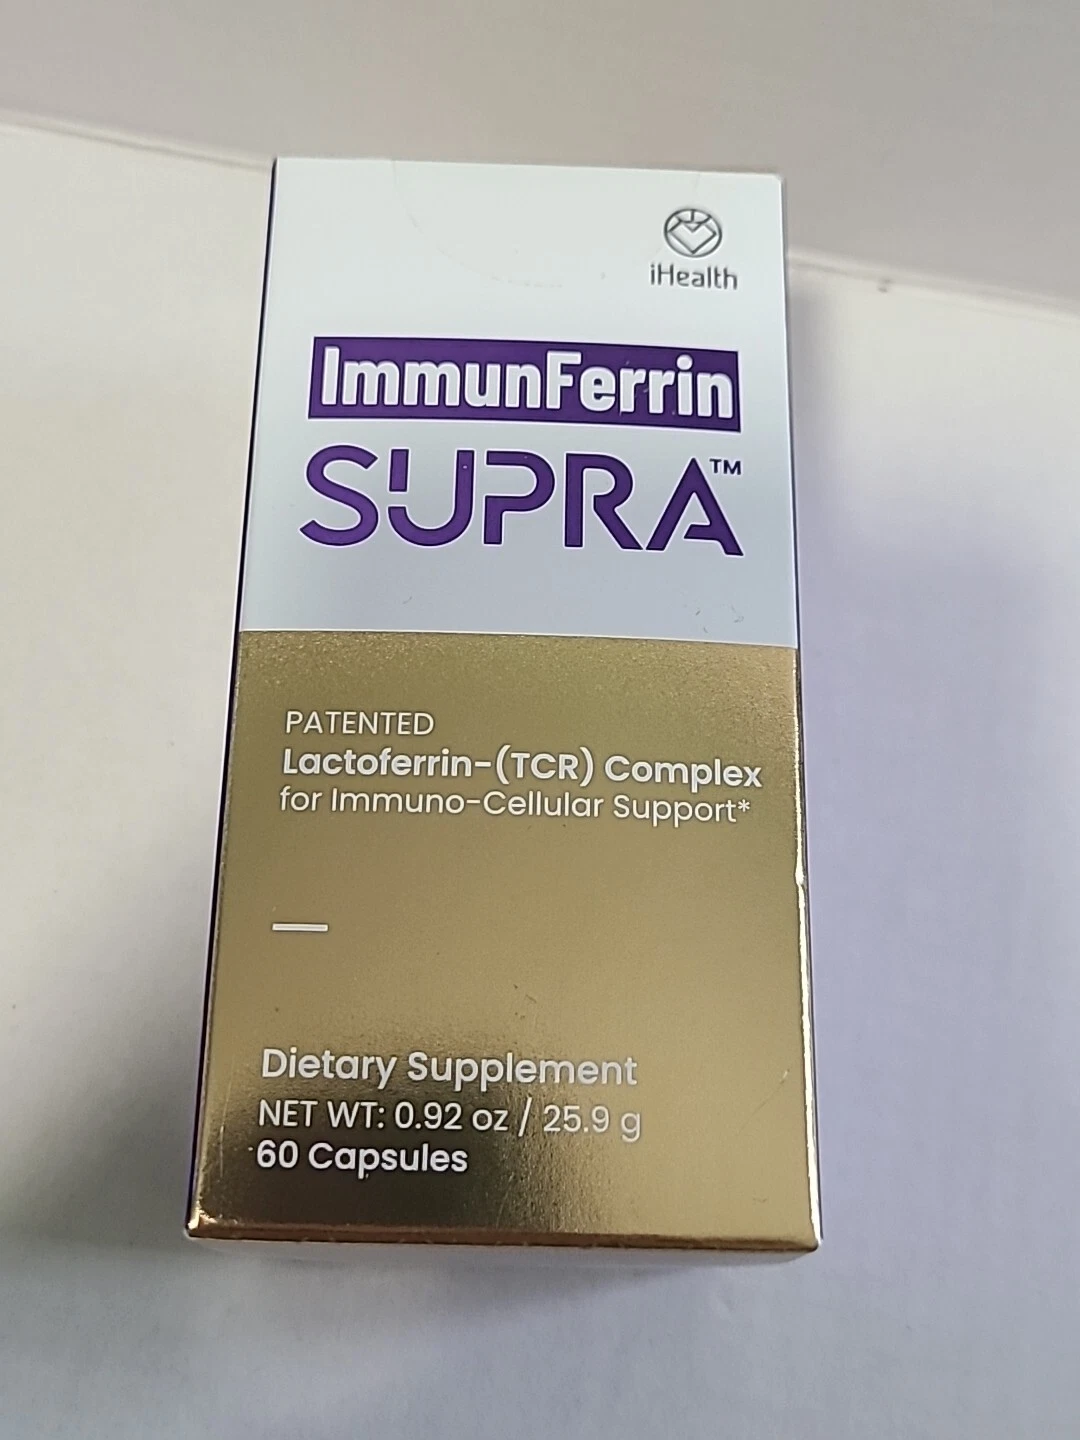 iHealth
ImmunFerrin
SUPRA™
PATENTED
Lactoferrin-(TCR) Complex
for Immuno-Cellular Support*
Dietary Supplement
NET WT: 0.92 oz / 25.9 g
60 Capsules